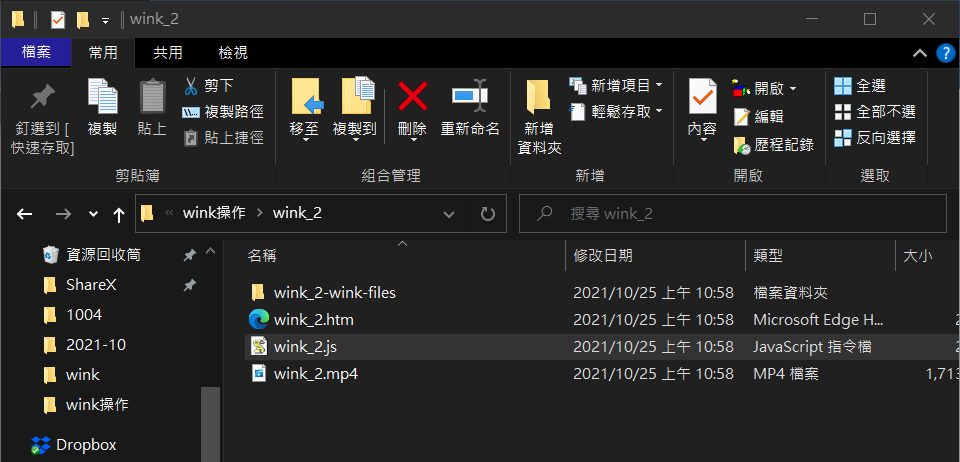 wink_2
檔案 常用 共用 檢視
釘選到 [快速存取] 複製 貼上 剪下 複製路徑 貼上捷徑
剪貼簿
移至 複製到 刪除 重新命名
組合管理
新增資料夾 新增項目 輕鬆存取
新增
內容 開啟 編輯 歷程記錄
開啟
全選 全部不選 反向選擇
選取
« wink操作 > wink_2 搜尋 wink_2
資源回收筒
ShareX
1004
2021-10
wink
wink操作
Dropbox
名稱 修改日期 類型 大小
wink_2-wink-files 2021/10/25 上午 10:58 檔案資料夾
wink_2.htm 2021/10/25 上午 10:58 Microsoft Edge H...
wink_2.js 2021/10/25 上午 10:58 JavaScript 指令檔
wink_2.mp4 2021/10/25 上午 10:58 MP4 檔案 1,713